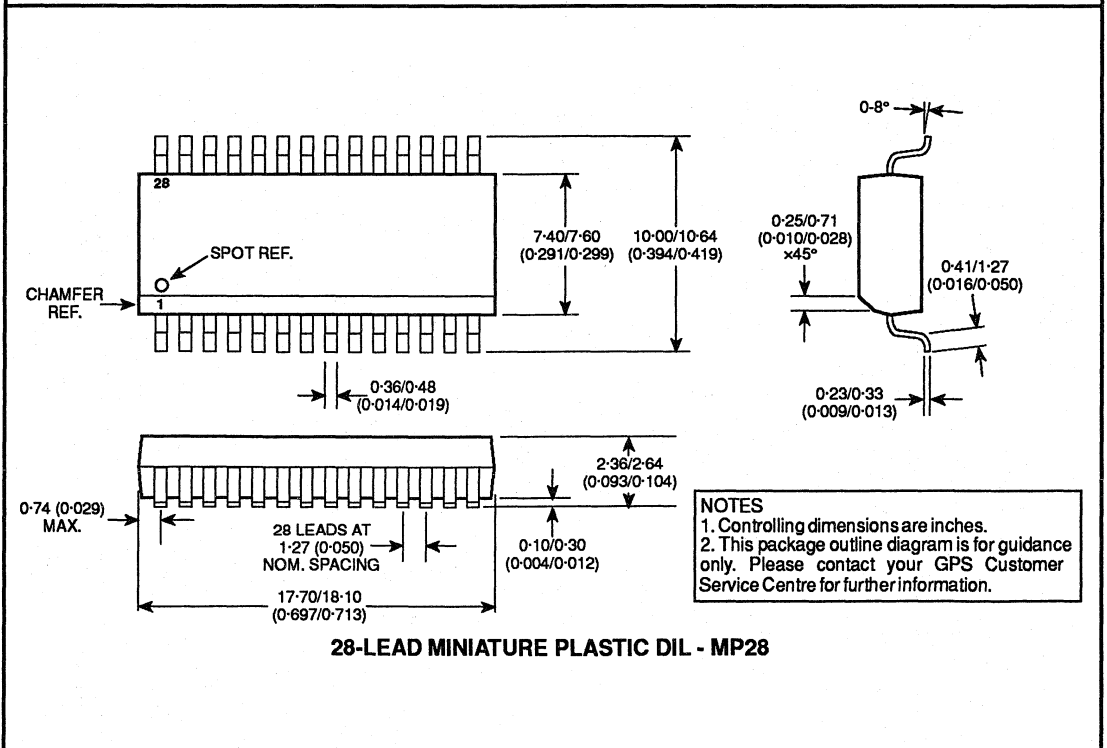 0-8°
28
SPOT REF.
CHAMFER
REF.
1
7·40/7·60
(0·291/0·299)
10·00/10·64
(0·394/0·419)
0·25/0·71
(0·010/0·028)
×45°
0·41/1·27
(0·016/0·050)
0·36/0·48
(0·014/0·019)
0·23/0·33
(0·009/0·013)
2·36/2·64
(0·093/0·104)
0·74 (0·029)
MAX.
28 LEADS AT
1·27 (0·050)
NOM. SPACING
0·10/0·30
(0·004/0·012)
17·70/18·10
(0·697/0·713)
NOTES
1. Controlling dimensions are inches.
2. This package outline diagram is for guidance
only. Please contact your GPS Customer
Service Centre for further information.
28-LEAD MINIATURE PLASTIC DIL - MP28